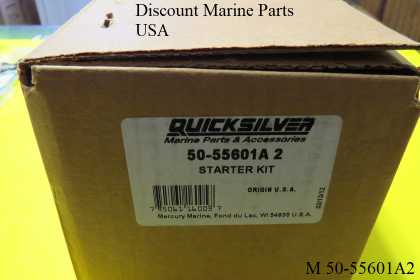 Discount Marine Parts
USA
QUICKSILVER
Marine Parts & Accessories
50-55601A 2
STARTER KIT
ORIGIN U.S.A.
Mercury Marine, Fond du Lac, WI 54935 U.S.A.
M 50-55601A2